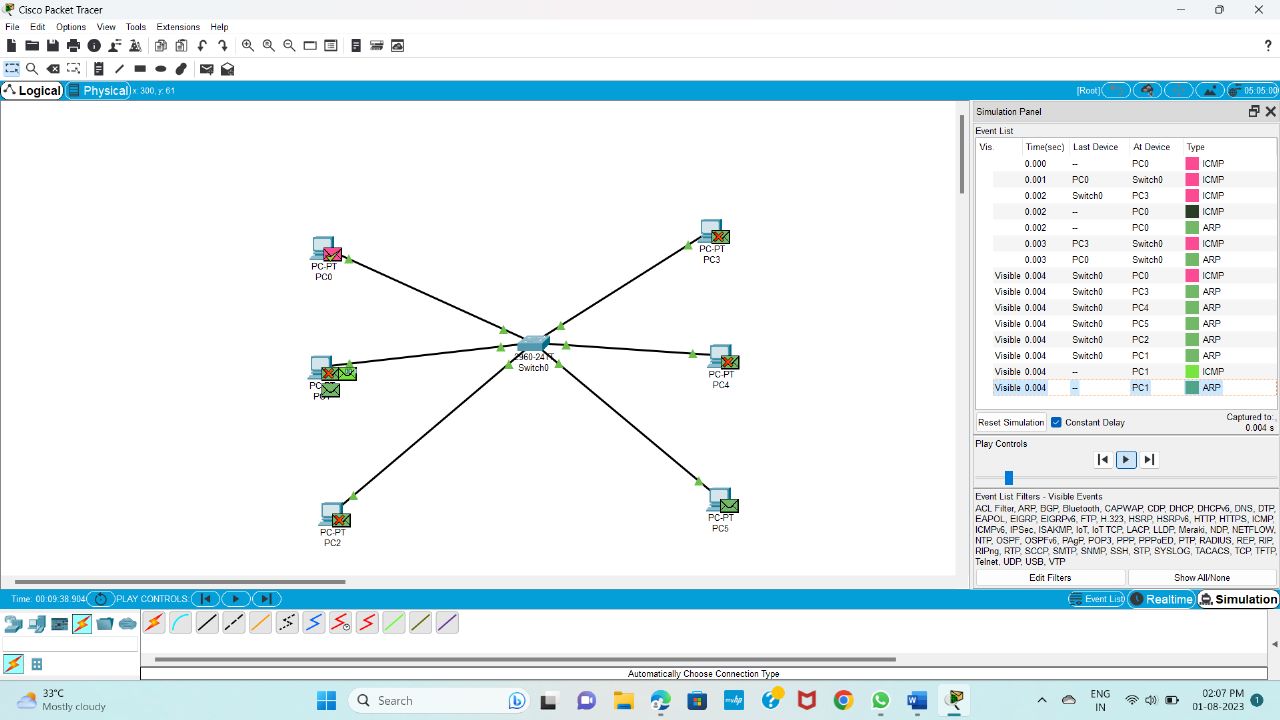 Cisco Packet Tracer
File Edit Options View Tools Extensions Help
?
Logical Physical x: 300, y: 61 [Root] 05:05:00
Simulation Panel
Event List
Vis. Time(sec) Last Device At Device Type
0.000 -- PC0 ICMP
0.001 PC0 Switch0 ICMP
0.002 Switch0 PC3 ICMP
0.002 -- PC0 ICMP
0.002 -- PC0 ARP
0.003 PC3 Switch0 ICMP
0.003 PC0 Switch0 ARP
Visible 0.004 Switch0 PC0 ICMP
Visible 0.004 Switch0 PC3 ARP
Visible 0.004 Switch0 PC4 ARP
Visible 0.004 Switch0 PC5 ARP
Visible 0.004 Switch0 PC2 ARP
Visible 0.004 Switch0 PC1 ARP
Visible 0.004 -- PC1 ICMP
Visible 0.004 -- PC1 ARP
Reset Simulation Constant Delay Captured to:
0.004 s
Play Controls
Event List Filters - Visible Events
ACL Filter, ARP, BGP, Bluetooth, CAPWAP, CDP, DHCP, DHCPv6, DNS, DTP,
EAPOL, EIGRP, EIGRPv6, FTP, H.323, HSRP, HSRPv6, HTTP, HTTPS, ICMP,
ICMPv6, IPSec, ISAKMP, IoT, IoT TCP, LACP, LLDP, Meraki, NDP, NETFLOW,
NTP, OSPF, OSPFv6, PAgP, POP3, PPP, PPPoED, PTP, RADIUS, REP, RIP,
RIPng, RTP, SCCP, SMTP, SNMP, SSH, STP, SYSLOG, TACACS, TCP, TFTP,
Telnet, UDP, USB, VTP
Edit Filters Show All/None
PC-PT
PC0
PC-PT
PC3
2960-24TT
Switch0
PC-PT
PC4
PC-PT
PC2
PC-PT
PC5
Time: 00:09:38.904 PLAY CONTROLS: Event List Realtime Simulation
Automatically Choose Connection Type
33°C
Mostly cloudy
Search
ENG
IN
02:07 PM
01-08-2023
1